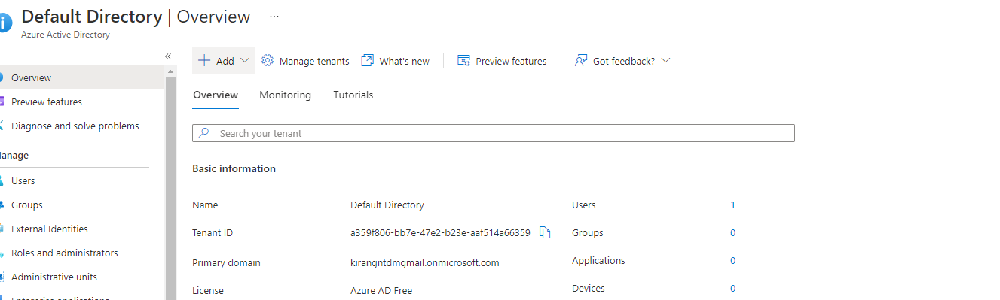 Default Directory | Overview ...
Azure Active Directory
«
Overview
Preview features
Diagnose and solve problems
Manage
Users
Groups
External Identities
Roles and administrators
Administrative units
Enterprise applications
+ Add Manage tenants What's new Preview features Got feedback?
Overview Monitoring Tutorials
Search your tenant
Basic information
Name Default Directory Users 1
Tenant ID a359f806-bb7e-47e2-b23e-aaf514a66359 Groups 0
Primary domain kirangntdmgmail.onmicrosoft.com Applications 0
License Azure AD Free Devices 0